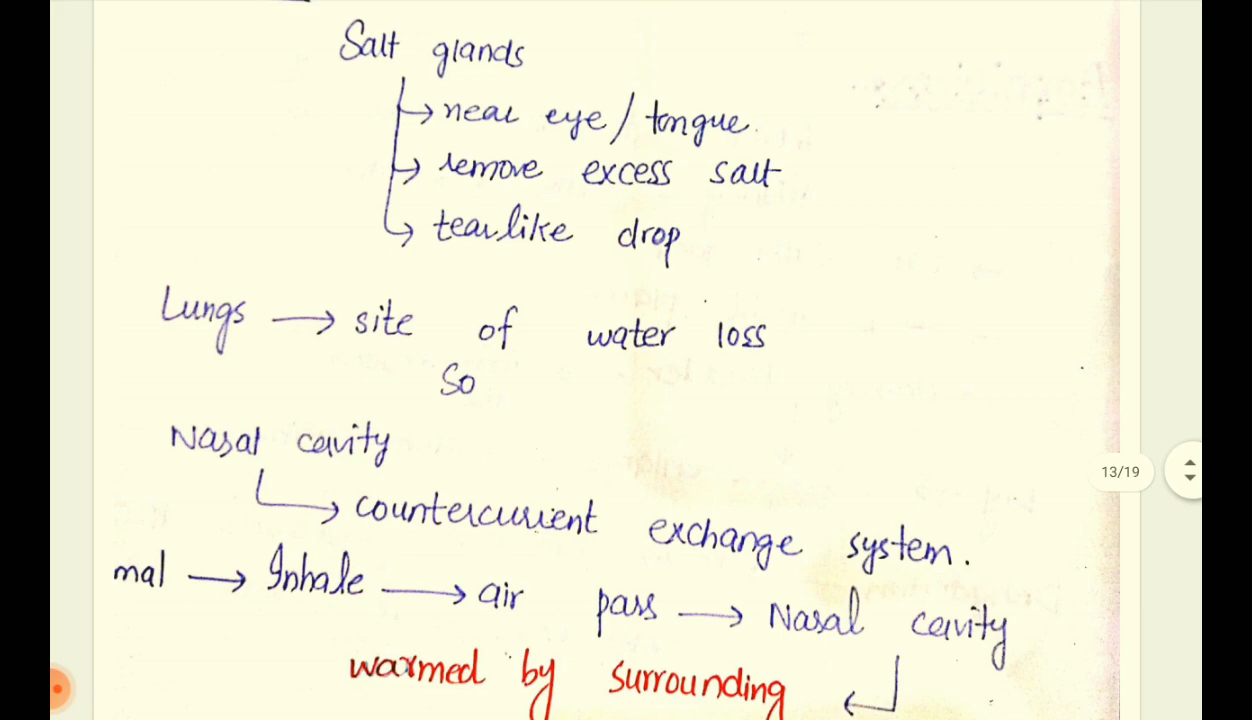 Salt glands
→ near eye / tongue.
→ remove excess salt
→ tearlike drop
Lungs → site of water loss
So
Nasal cavity
→ countercurrent exchange system.
mal → Inhale → air pass → Nasal cavity
warmed by surrounding
13/19